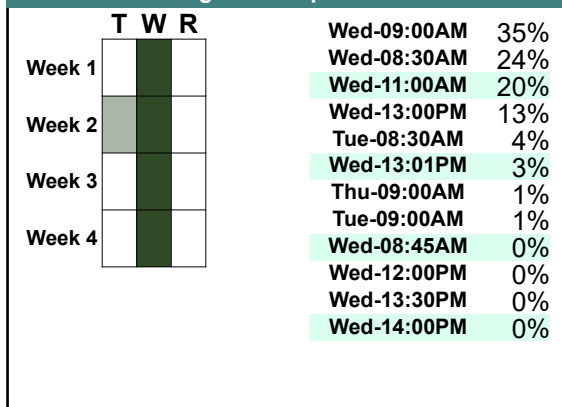 T W R
Week 1
Week 2
Week 3
Week 4
Wed-09:00AM 35%
Wed-08:30AM 24%
Wed-11:00AM 20%
Wed-13:00PM 13%
Tue-08:30AM 4%
Wed-13:01PM 3%
Thu-09:00AM 1%
Tue-09:00AM 1%
Wed-08:45AM 0%
Wed-12:00PM 0%
Wed-13:30PM 0%
Wed-14:00PM 0%